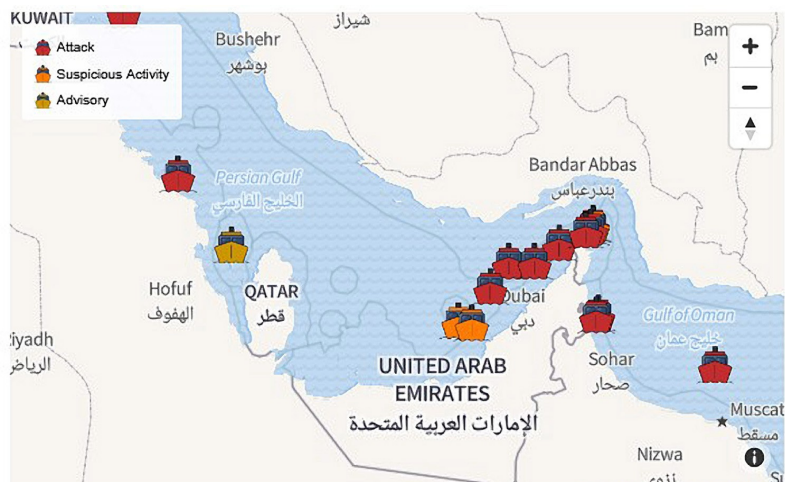 KUWAIT
شيراز
Attack
Suspicious Activity
Advisory
Bushehr
بوشهر
Bam
بم
+
−
Persian Gulf
الخليج الفارسي
Bandar Abbas
بندرعباس
Hofuf
الهفوف
QATAR
قطر
Dubai
دبي
Gulf of Oman
خليج عمان
الرياض
UNITED ARAB
EMIRATES
الإمارات العربية المتحدة
Sohar
صحار
Muscat
مسقط
Nizwa
نزوى
i